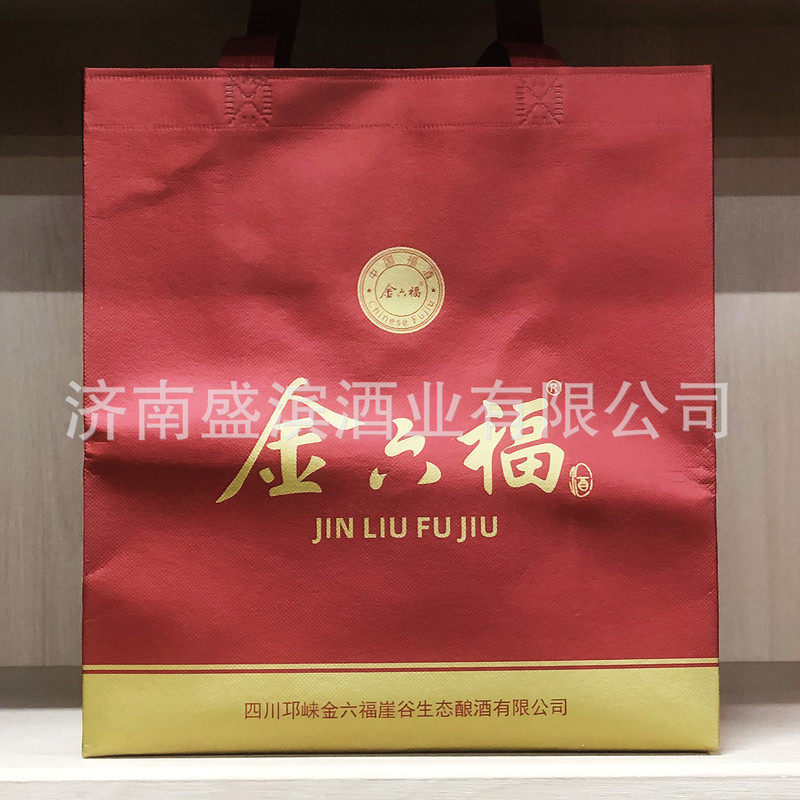 中国福酒
金六福
Chinese Fujiu
济南盛滨酒业有限公司
金六福®
酒
JIN LIU FU JIU
四川邛崃金六福崖谷生态酿酒有限公司